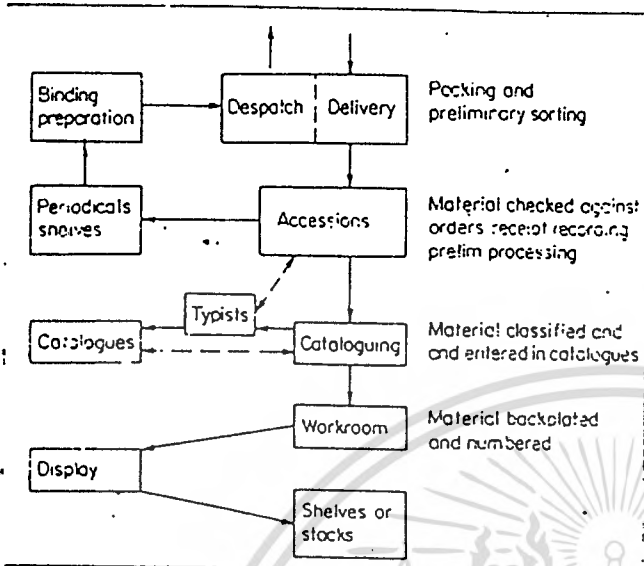 Binding
preparation
Despatch
Delivery
Packing and
preliminary sorting
Periodicals
shelves
Accessions
Material checked against
orders receipt recording
prelim processing
Typists
Catalogues
Cataloguing
Material classified and
and entered in catalogues
Workroom
Material backplated
and numbered
Display
Shelves or
stocks